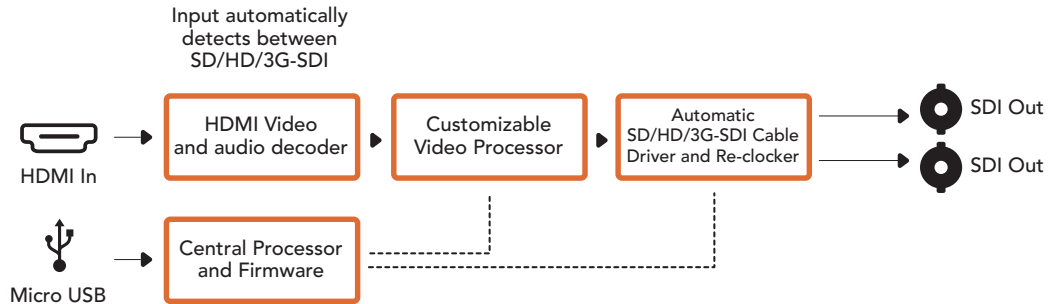 Input automatically
detects between
SD/HD/3G-SDI
HDMI In
HDMI Video
and audio decoder
Customizable
Video Processor
Automatic
SD/HD/3G-SDI Cable
Driver and Re-clocker
SDI Out
SDI Out
Micro USB
Central Processor
and Firmware